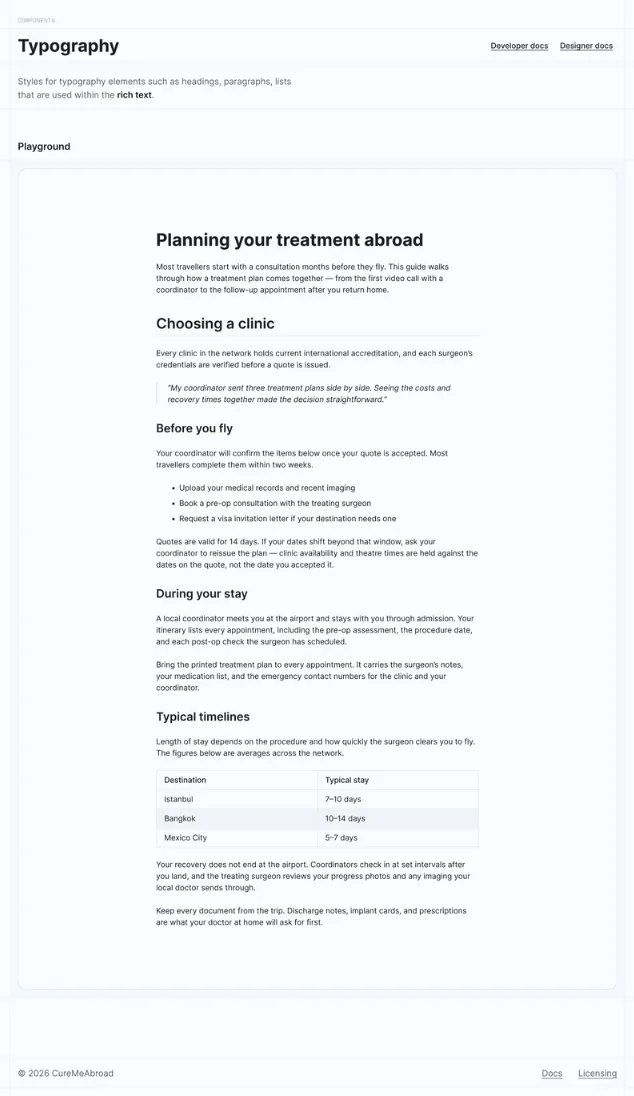 COMPONENTS
Typography
Developer docs Designer docs
Styles for typography elements such as headings, paragraphs, lists
that are used within the rich text.
Playground
Planning your treatment abroad
Most travellers start with a consultation months before they fly. This guide walks
through how a treatment plan comes together — from the first video call with a
coordinator to the follow-up appointment after you return home.
Choosing a clinic
Every clinic in the network holds current international accreditation, and each surgeon's
credentials are verified before a quote is issued.
"My coordinator sent three treatment plans side by side. Seeing the costs and
recovery times together made the decision straightforward."
Before you fly
Your coordinator will confirm the items below once your quote is accepted. Most
travellers complete them within two weeks.
• Upload your medical records and recent imaging
• Book a pre-op consultation with the treating surgeon
• Request a visa invitation letter if your destination needs one
Quotes are valid for 14 days. If your dates shift beyond that window, ask your
coordinator to reissue the plan — clinic availability and theatre times are held against the
dates on the quote, not the date you accepted it.
During your stay
A local coordinator meets you at the airport and stays with you through admission. Your
itinerary lists every appointment, including the pre-op assessment, the procedure date,
and each post-op check the surgeon has scheduled.
Bring the printed treatment plan to every appointment. It carries the surgeon's notes,
your medication list, and the emergency contact numbers for the clinic and your
coordinator.
Typical timelines
Length of stay depends on the procedure and how quickly the surgeon clears you to fly.
The figures below are averages across the network.
Destination Typical stay
Istanbul 7–10 days
Bangkok 10–14 days
Mexico City 5–7 days
Your recovery does not end at the airport. Coordinators check in at set intervals after
you land, and the treating surgeon reviews your progress photos and any imaging your
local doctor sends through.
Keep every document from the trip. Discharge notes, implant cards, and prescriptions
are what your doctor at home will ask for first.
© 2026 CureMeAbroad
Docs Licensing